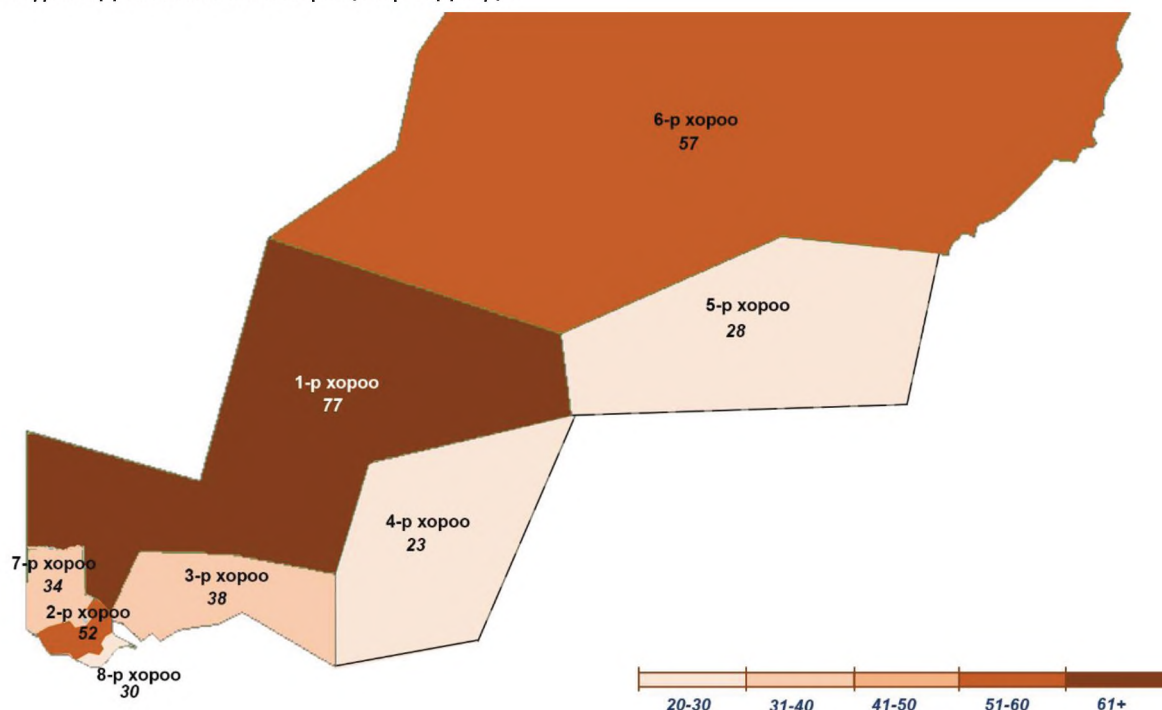 6-р хороо
57
5-р хороо
28
1-р хороо
77
4-р хороо
23
7-р хороо
34
3-р хороо
38
2-р хороо
52
8-р хороо
30
20-30
31-40
41-50
51-60
61+